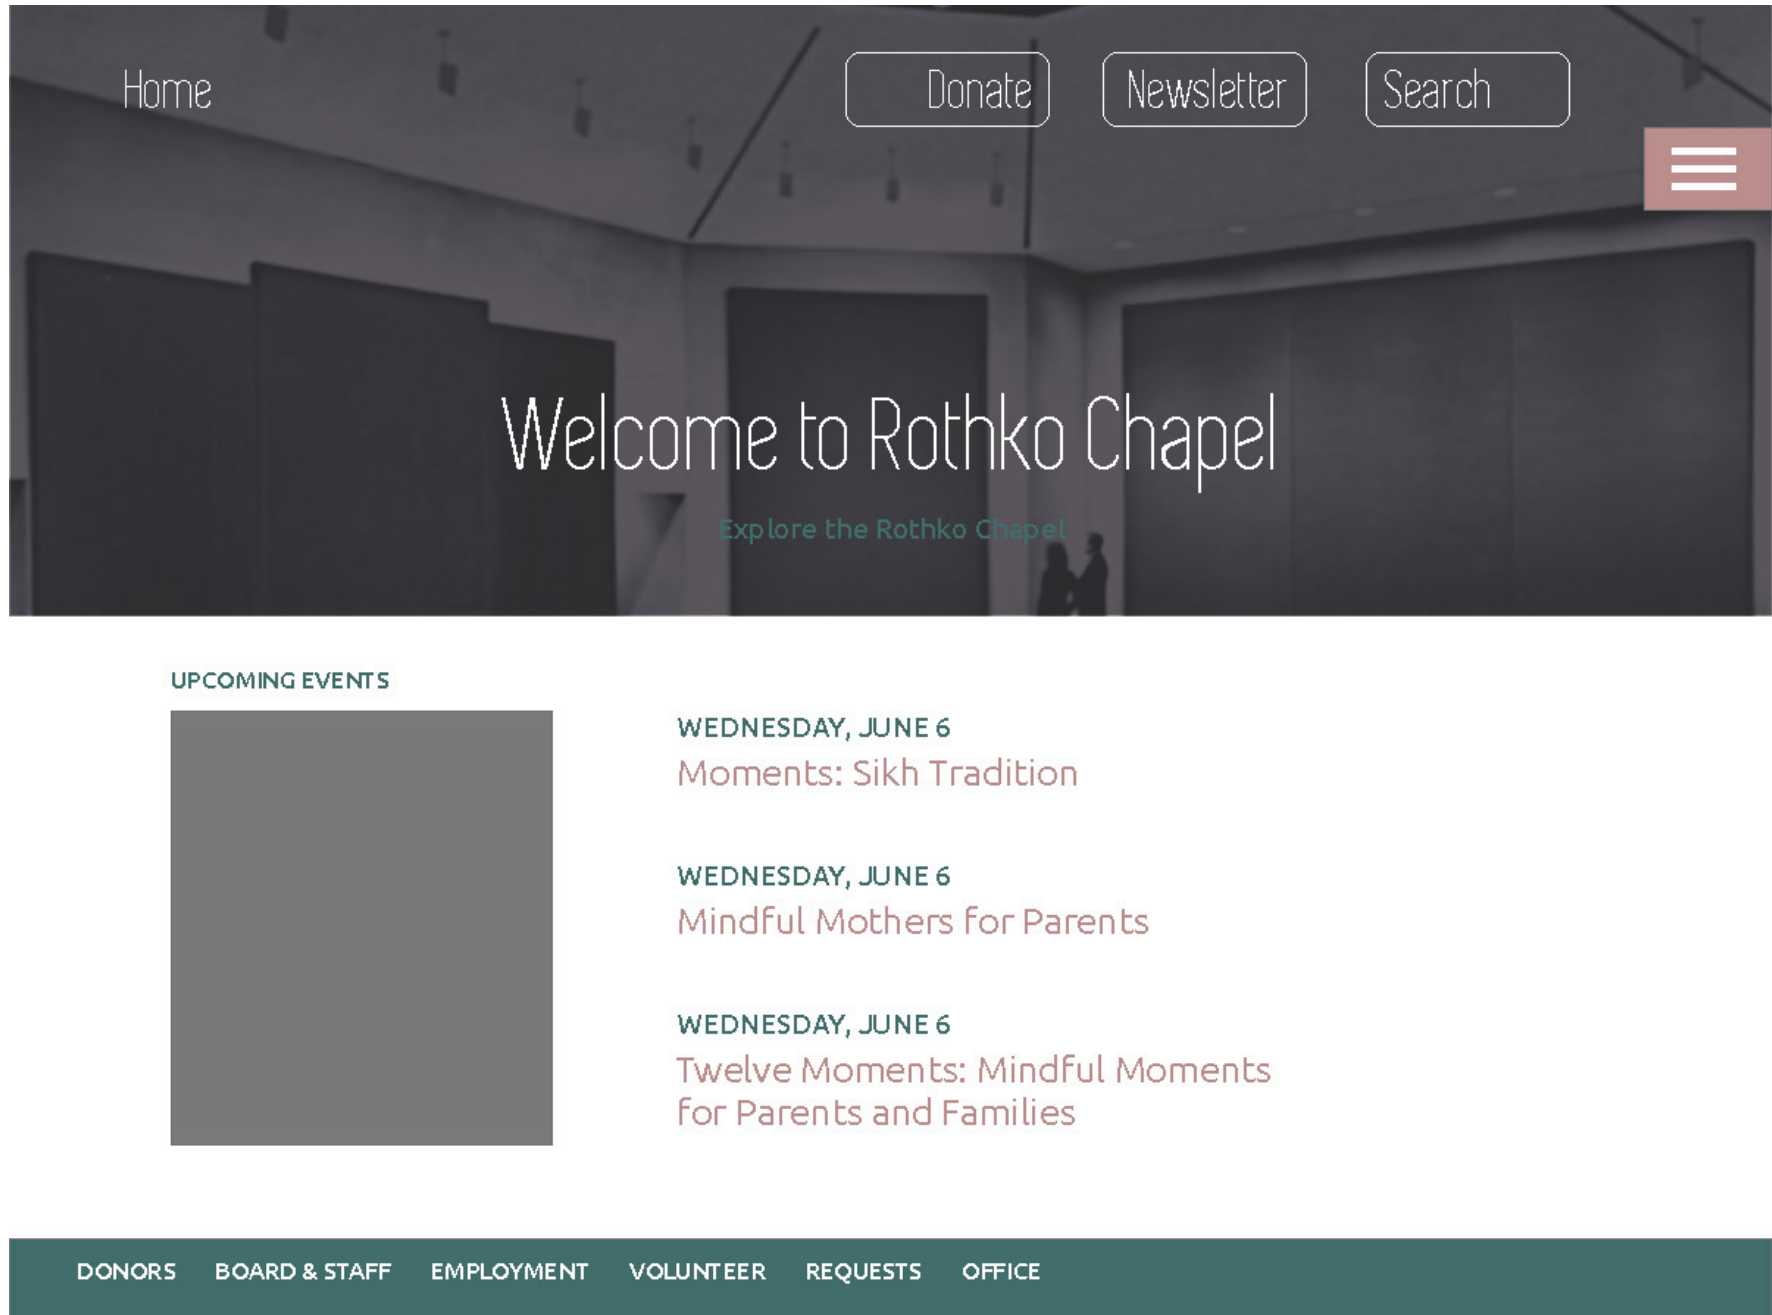 Home
Donate
Newsletter
Search
Welcome to Rothko Chapel
Explore the Rothko Chapel
UPCOMING EVENTS
WEDNESDAY, JUNE 6
Moments: Sikh Tradition
WEDNESDAY, JUNE 6
Mindful Mothers for Parents
WEDNESDAY, JUNE 6
Twelve Moments: Mindful Moments
for Parents and Families
DONORS BOARD & STAFF EMPLOYMENT VOLUNTEER REQUESTS OFFICE